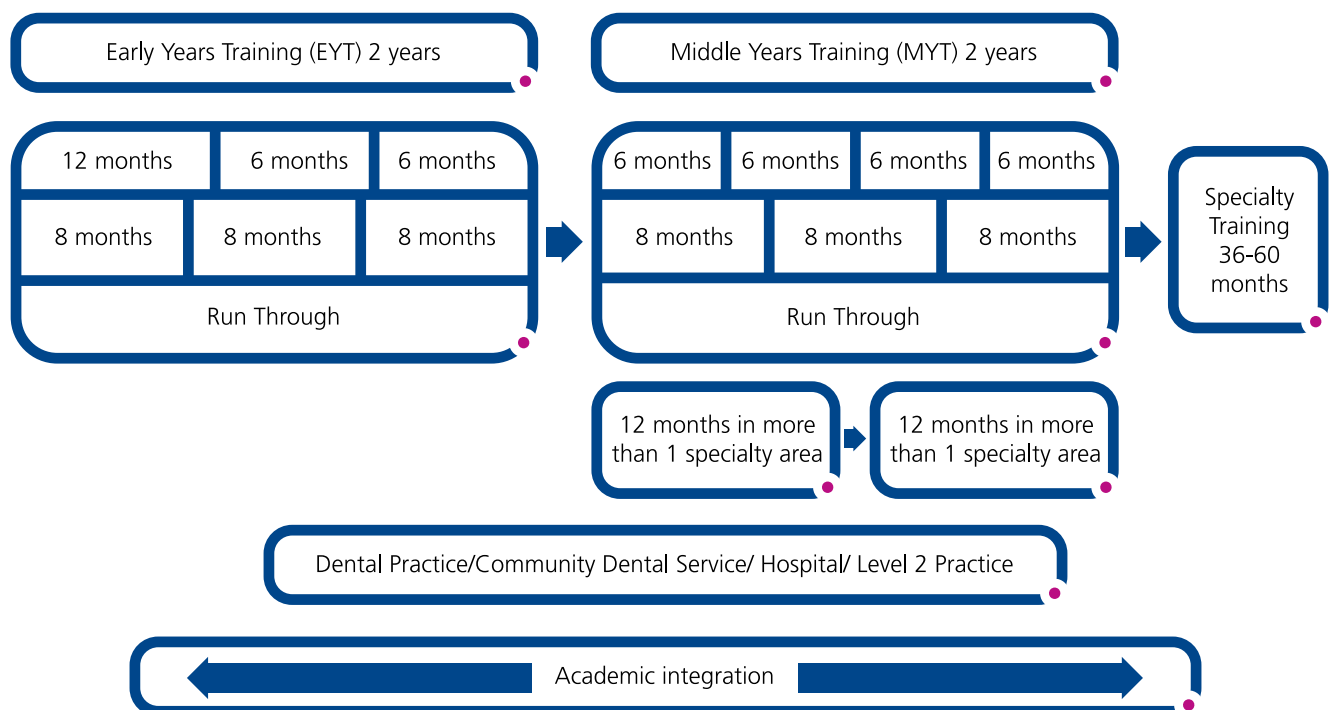 Early Years Training (EYT) 2 years
Middle Years Training (MYT) 2 years
12 months
6 months
6 months
8 months
8 months
8 months
Run Through
6 months
6 months
6 months
6 months
8 months
8 months
8 months
Run Through
Specialty
Training
36-60
months
12 months in more
than 1 specialty area
12 months in more
than 1 specialty area
Dental Practice/Community Dental Service/ Hospital/ Level 2 Practice
Academic integration